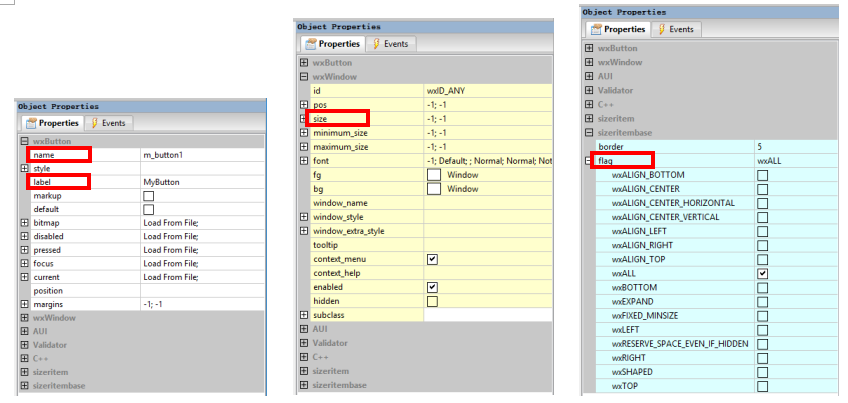 Object Properties
Properties Events
wxButton
name m_button1
style
label MyButton
markup
default
bitmap Load From File;
disabled Load From File;
pressed Load From File;
focus Load From File;
current Load From File;
position
margins -1; -1
wxWindow
AUI
Validator
C++
sizeritem
sizeritembase
Object Properties
Properties Events
wxButton
wxWindow
id wxID_ANY
pos -1; -1
size -1; -1
minimum_size -1; -1
maximum_size -1; -1
font -1; Default; ; Normal; Normal; Not
fg Window
bg Window
window_name
window_style
window_extra_style
tooltip
context_menu
context_help
enabled
hidden
subclass
AUI
Validator
C++
sizeritem
sizeritembase
Object Properties
Properties Events
wxButton
wxWindow
AUI
Validator
C++
sizeritem
sizeritembase
border 5
flag wxALL
wxALIGN_BOTTOM
wxALIGN_CENTER
wxALIGN_CENTER_HORIZONTAL
wxALIGN_CENTER_VERTICAL
wxALIGN_LEFT
wxALIGN_RIGHT
wxALIGN_TOP
wxALL
wxBOTTOM
wxEXPAND
wxFIXED_MINSIZE
wxLEFT
wxRESERVE_SPACE_EVEN_IF_HIDDEN
wxRIGHT
wxSHAPED
wxTOP